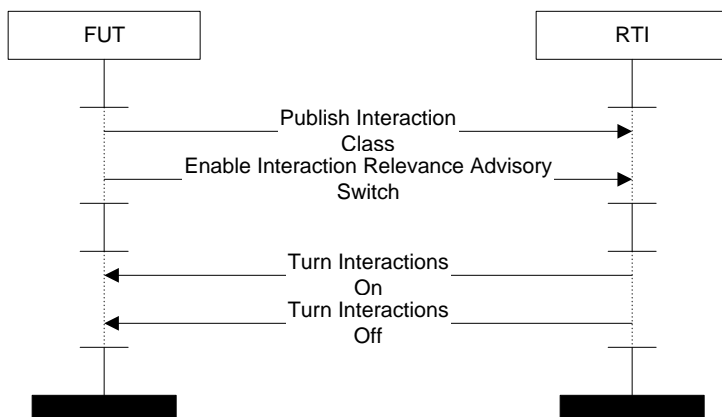 FUT
RTI
Publish Interaction
Class
Enable Interaction Relevance Advisory
Switch
Turn Interactions
On
Turn Interactions
Off